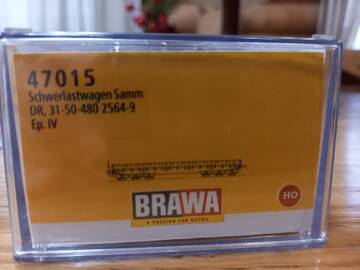 47015
Schwerlastwagen Samm
DR, 31-50-480 2564-9
Ep. IV
BRAWA
A PASSION FOR DETAIL
HO